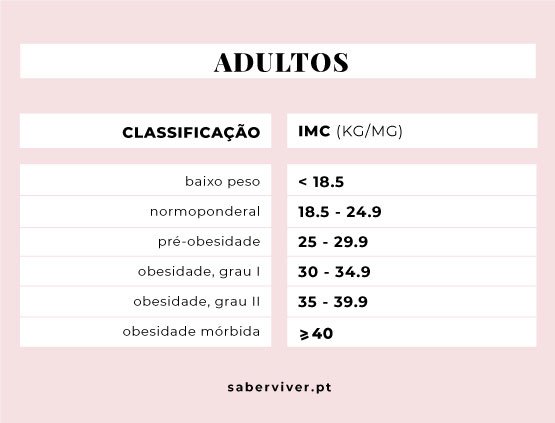 ADULTOS
CLASSIFICAÇÃO IMC (KG/MG)
baixo peso < 18.5
normoponderal 18.5 - 24.9
pré-obesidade 25 - 29.9
obesidade, grau I 30 - 34.9
obesidade, grau II 35 - 39.9
obesidade mórbida ⩾40
saberviver.pt